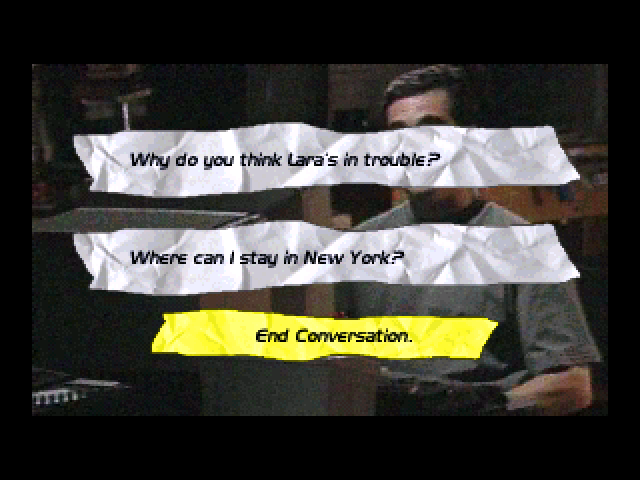 Why do you think Lara's in trouble?
Where can I stay in New York?
End Conversation.